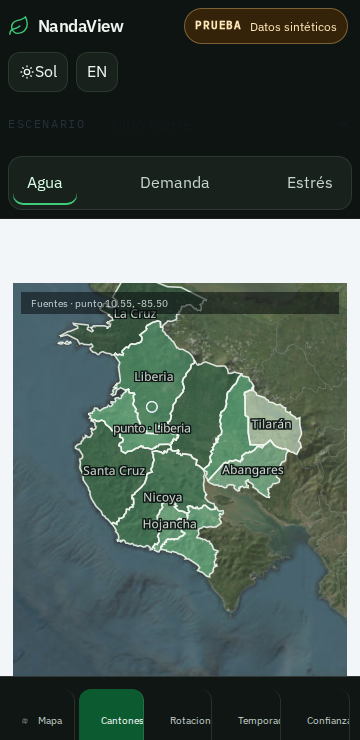 NandaView
PRUEBA Datos sintéticos
Sol
EN
ESCENARIO
Agua
Demanda
Estrés
Fuentes · punto 10.55, -85.50
La Cruz
Liberia
punto · Liberia
Tilarán
Santa Cruz
Abangares
Nicoya
Hojancha
Mapa
Cantones
Rotacion
Tempora
Confianza